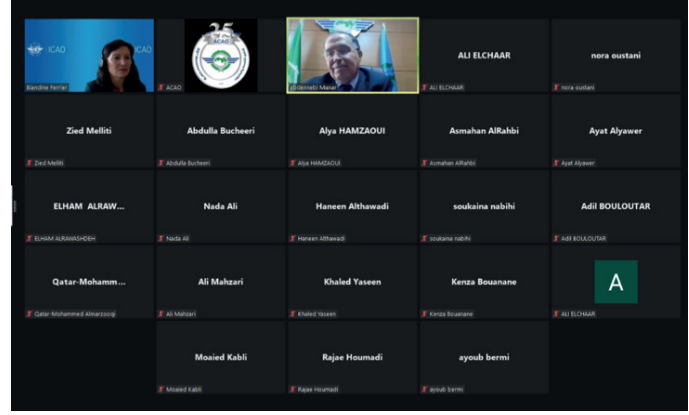 ICAO
ICAO
Blandine Ferrier
25
ACAO
ACAO
Abdennebi Manar
ALI ELCHAAR
ALI ELCHAAR
nora oustani
nora oustani
Zied Melliti
Zied Melliti
Abdulla Bucheeri
Abdulla Bucheeri
Alya HAMZAOUI
Alya HAMZAOUI
Asmahan AlRahbi
Asmahan AlRahbi
Ayat Alyawer
Ayat Alyawer
ELHAM ALRAW...
ELHAM ALRAWASHDEH
Nada Ali
Nada Ali
Haneen Althawadi
Haneen Althawadi
soukaina nabihi
soukaina nabihi
Adil BOULOUTAR
Adil BOULOUTAR
Qatar-Mohamm...
Qatar-Mohammed Almarzooqi
Ali Mahzari
Ali Mahzari
Khaled Yaseen
Khaled Yaseen
Kenza Bouanane
Kenza Bouanane
A
ALI ELCHAAR
Moaied Kabli
Moaied Kabli
Rajae Houmadi
Rajae Houmadi
ayoub bermi
ayoub bermi